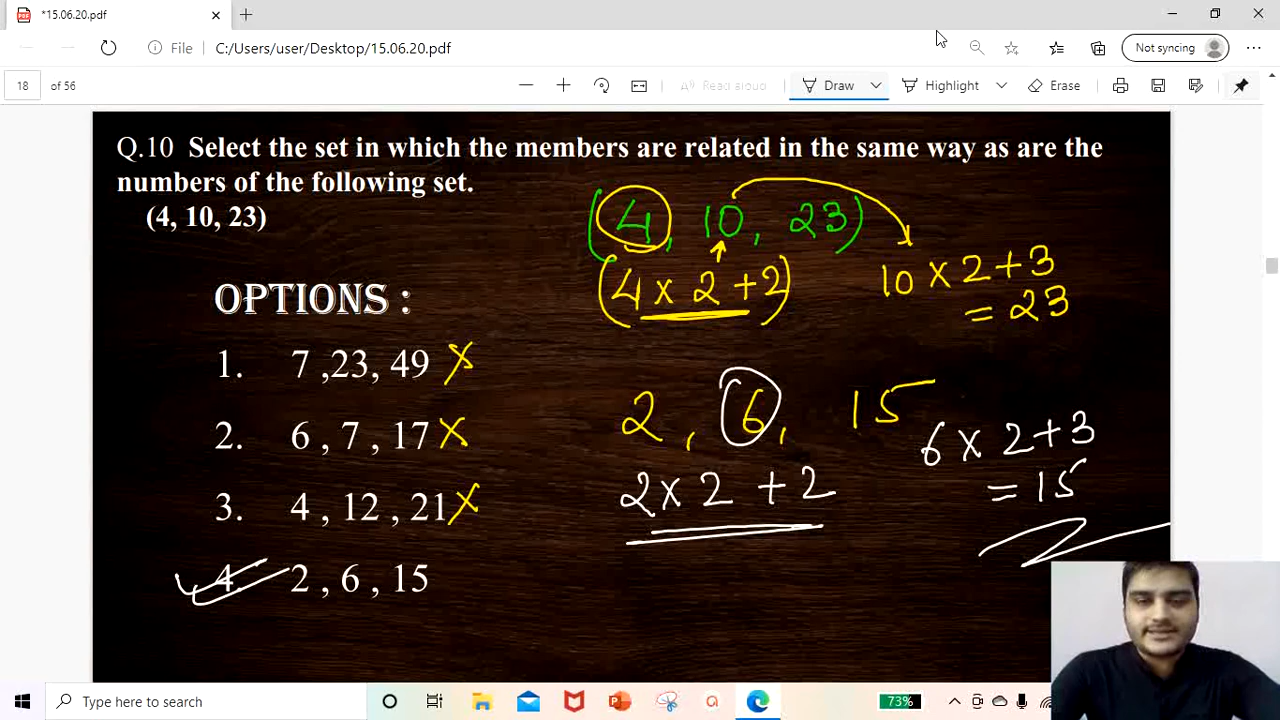 *15.06.20.pdf
File C:/Users/user/Desktop/15.06.20.pdf
Not syncing
18 of 56
Read aloud
Draw
Highlight
Erase
Q.10 Select the set in which the members are related in the same way as are the
numbers of the following set.
(4, 10, 23)
(4, 10, 23)
(4 × 2 + 2)
10 × 2 + 3
= 23
OPTIONS :
1. 7 ,23, 49 ×
2. 6 , 7 , 17 ×
3. 4 , 12 , 21 ×
4. 2 , 6 , 15
2, 6, 15
2 × 2 + 2
6 × 2 + 3
= 15
Type here to search
73%